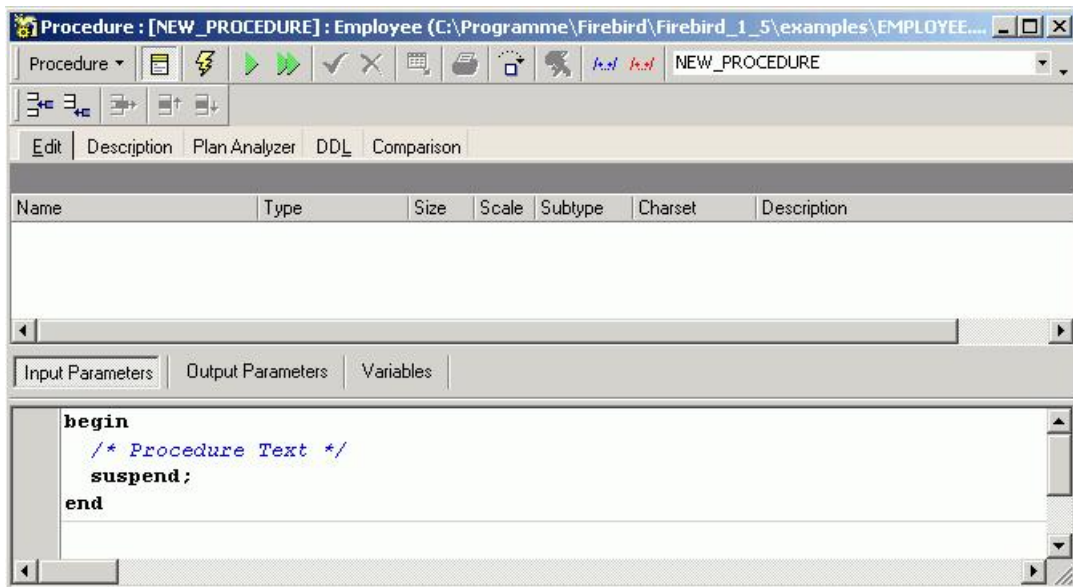 Procedure : [NEW_PROCEDURE] : Employee (C:\Programme\Firebird\Firebird_1_5\examples\EMPLOYEE....
Procedure NEW_PROCEDURE
Edit Description Plan Analyzer DDL Comparison
Name Type Size Scale Subtype Charset Description
Input Parameters Output Parameters Variables
begin
/* Procedure Text */
suspend;
end